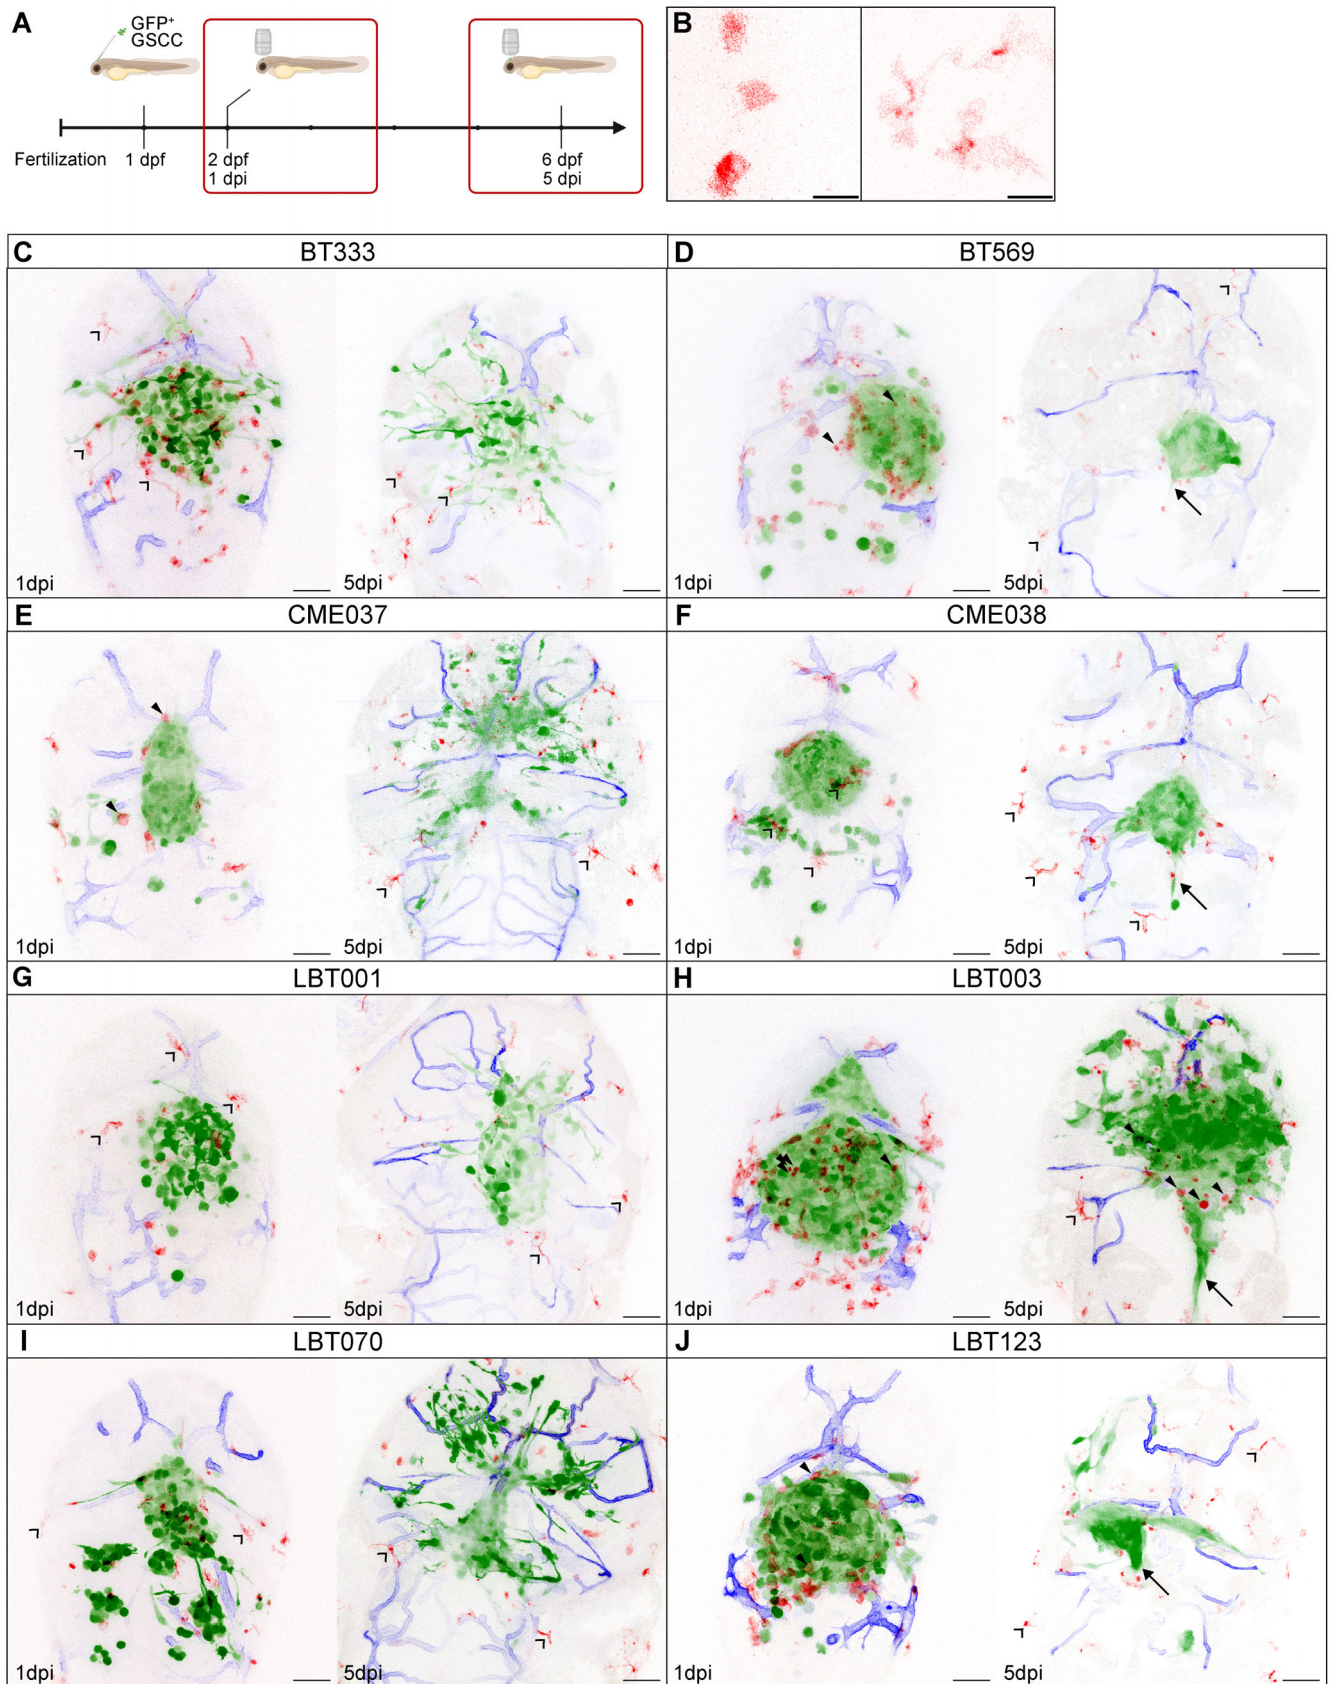 A
GFP+
GSCC
Fertilization
1 dpf
2 dpf
1 dpi
6 dpf
5 dpi
B
C
BT333
1dpi
5dpi
D
BT569
1dpi
5dpi
E
CME037
1dpi
5dpi
F
CME038
1dpi
5dpi
G
LBT001
1dpi
5dpi
H
LBT003
1dpi
5dpi
I
LBT070
1dpi
5dpi
J
LBT123
1dpi
5dpi